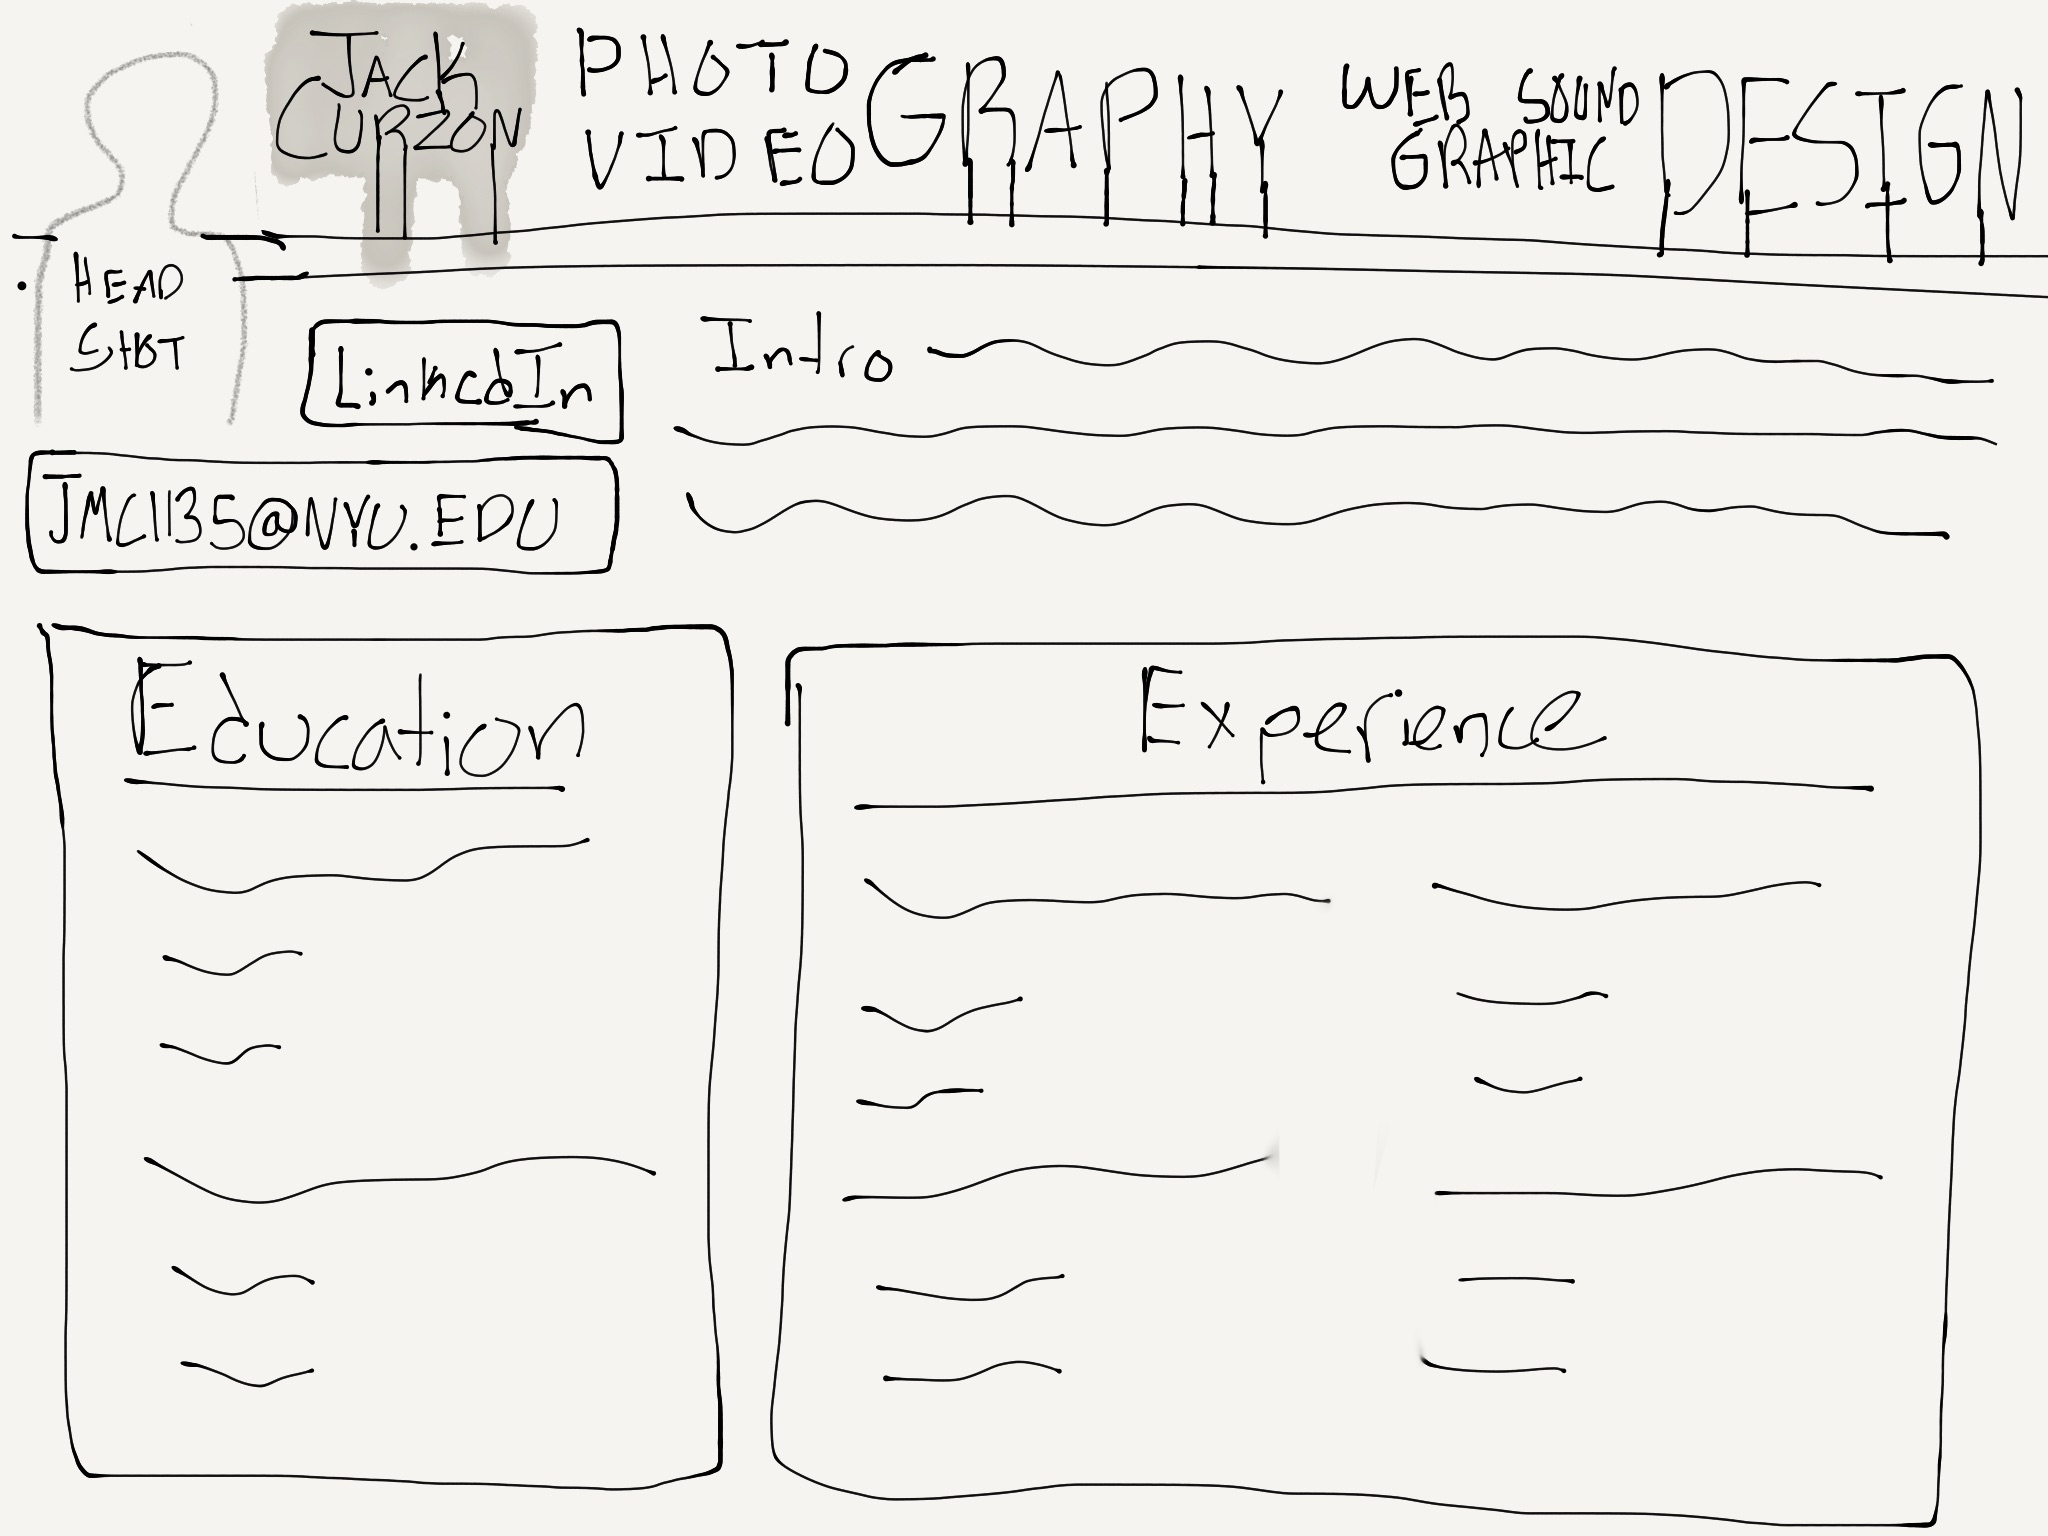 JACK
CURZON
PHOTO
VIDEO
GRAPHY
WEB SOUND
GRAPHIC
DESIGN
HEAD
SHOT
LinkedIn
Intro
JMC1135@NYU.EDU
Education
Experience